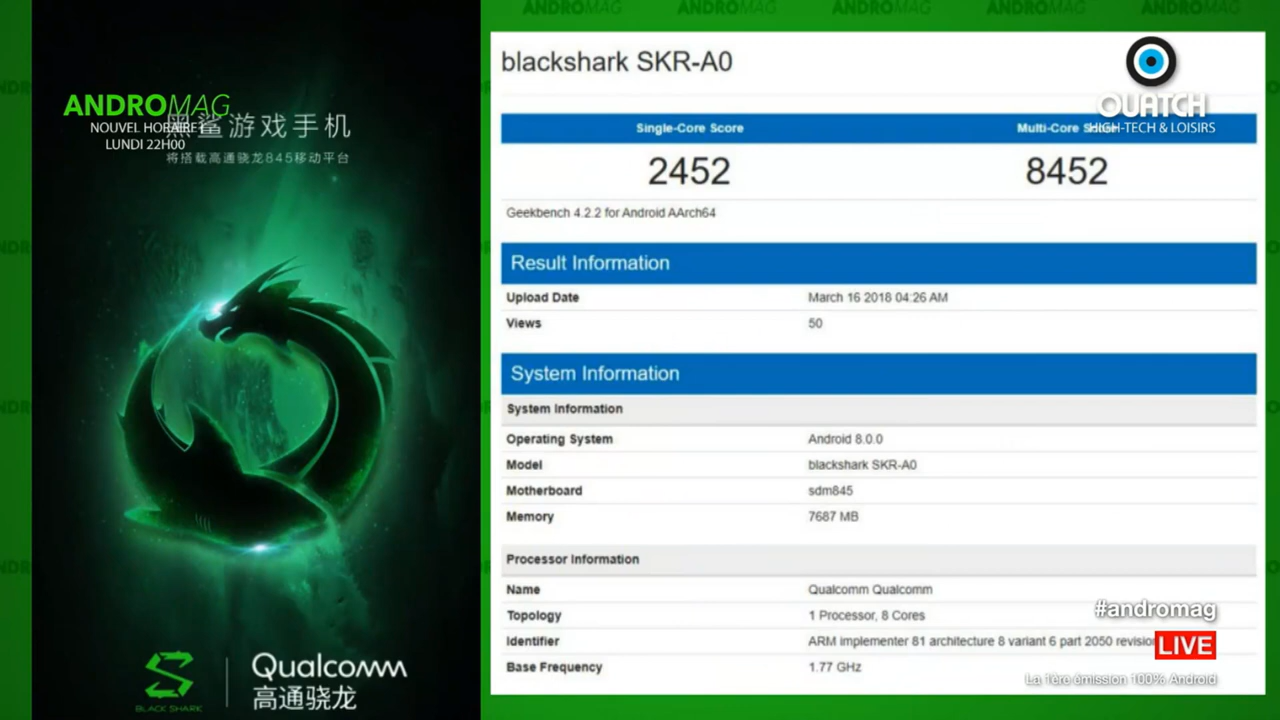 ANDROMAG ANDROMAG ANDROMAG ANDROMAG ANDROMAG
ANDROMAG
NOUVEL HORAIRE
LUNDI 22H00
黑鲨游戏手机
将搭载高通骁龙845移动平台
BLACK SHARK
Qualcomm
高通骁龙
blackshark SKR-A0
OUATCH
HIGH-TECH & LOISIRS
Single-Core Score
Multi-Core Score
2452
8452
Geekbench 4.2.2 for Android AArch64
Result Information
Upload Date March 16 2018 04:26 AM
Views 50
System Information
System Information
Operating System Android 8.0.0
Model blackshark SKR-A0
Motherboard sdm845
Memory 7687 MB
Processor Information
Name Qualcomm Qualcomm
Topology 1 Processor, 8 Cores
Identifier ARM implementer 81 architecture 8 variant 6 part 2050 revision
Base Frequency 1.77 GHz
#andromag
LIVE
La 1ère émission 100% Android